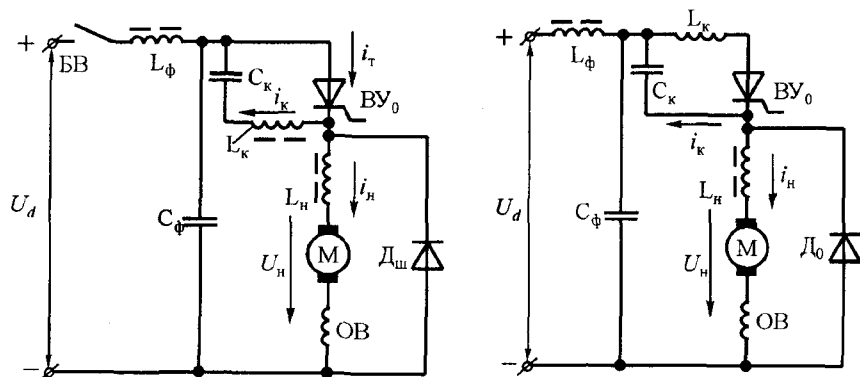 +
БВ
Lф
Cк
iт
ВУ₀
iк
Lк
Ud
Cф
Lн
iн
Uн
М
Дш
ОВ
−
+
Lф
Lк
Cк
ВУ₀
iк
Ud
Cф
Lн
iн
Uн
М
Д₀
ОВ
−